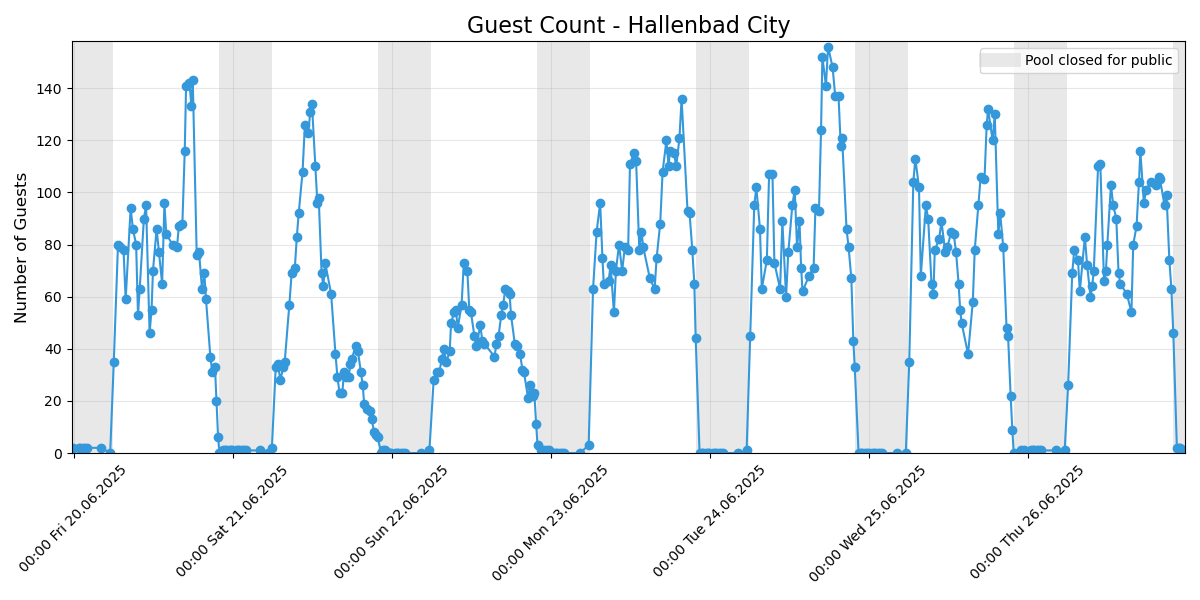 Guest Count - Hallenbad City
Pool closed for public
Number of Guests
140
120
100
80
60
40
20
0
00:00 Fri 20.06.2025
00:00 Sat 21.06.2025
00:00 Sun 22.06.2025
00:00 Mon 23.06.2025
00:00 Tue 24.06.2025
00:00 Wed 25.06.2025
00:00 Thu 26.06.2025